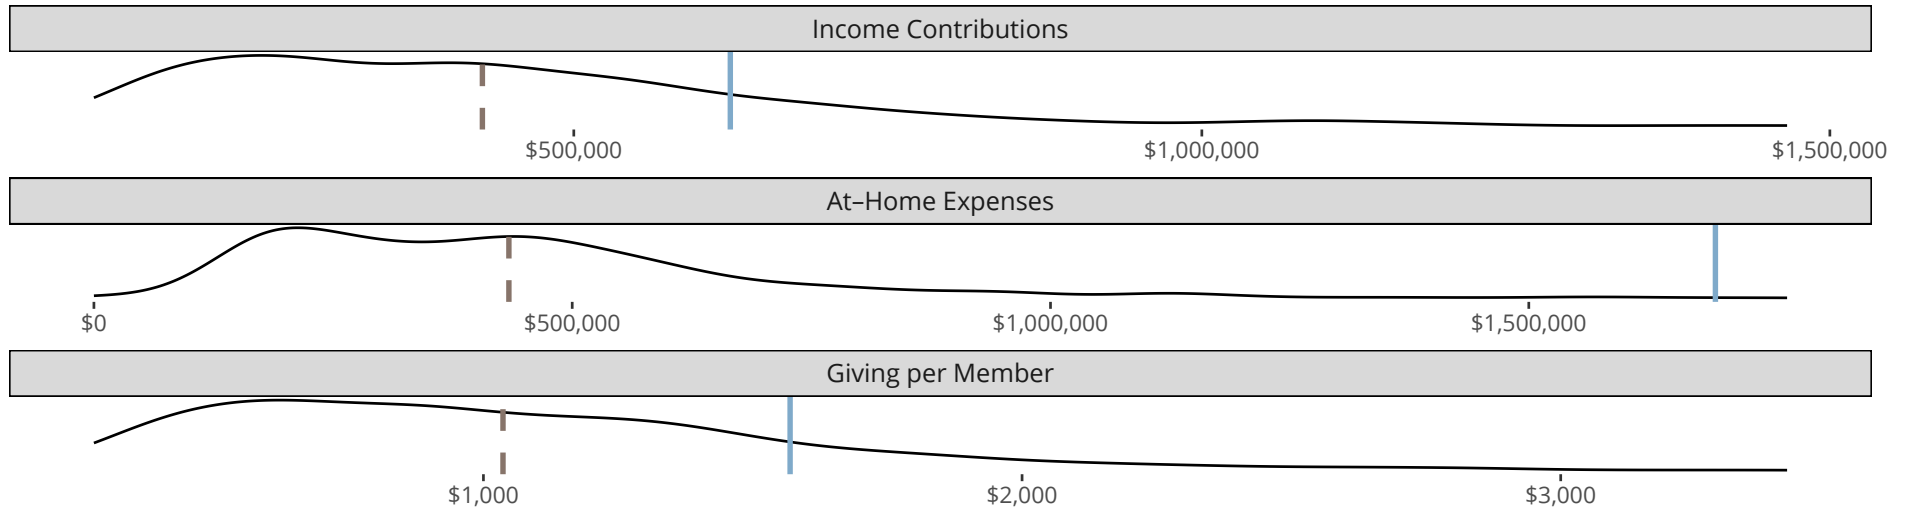 Income Contributions
$500,000 $1,000,000 $1,500,000
At–Home Expenses
$0 $500,000 $1,000,000 $1,500,000
Giving per Member
$1,000 $2,000 $3,000